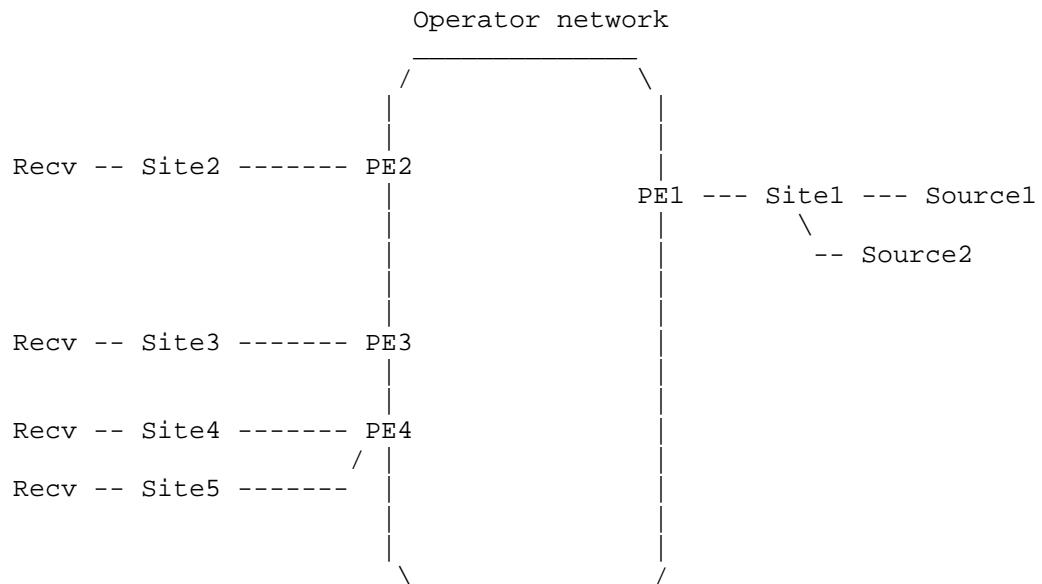 Operator network
Recv -- Site2 ------- PE2
PE1 --- Site1 --- Source1
-- Source2
Recv -- Site3 ------- PE3
Recv -- Site4 ------- PE4
Recv -- Site5 -------